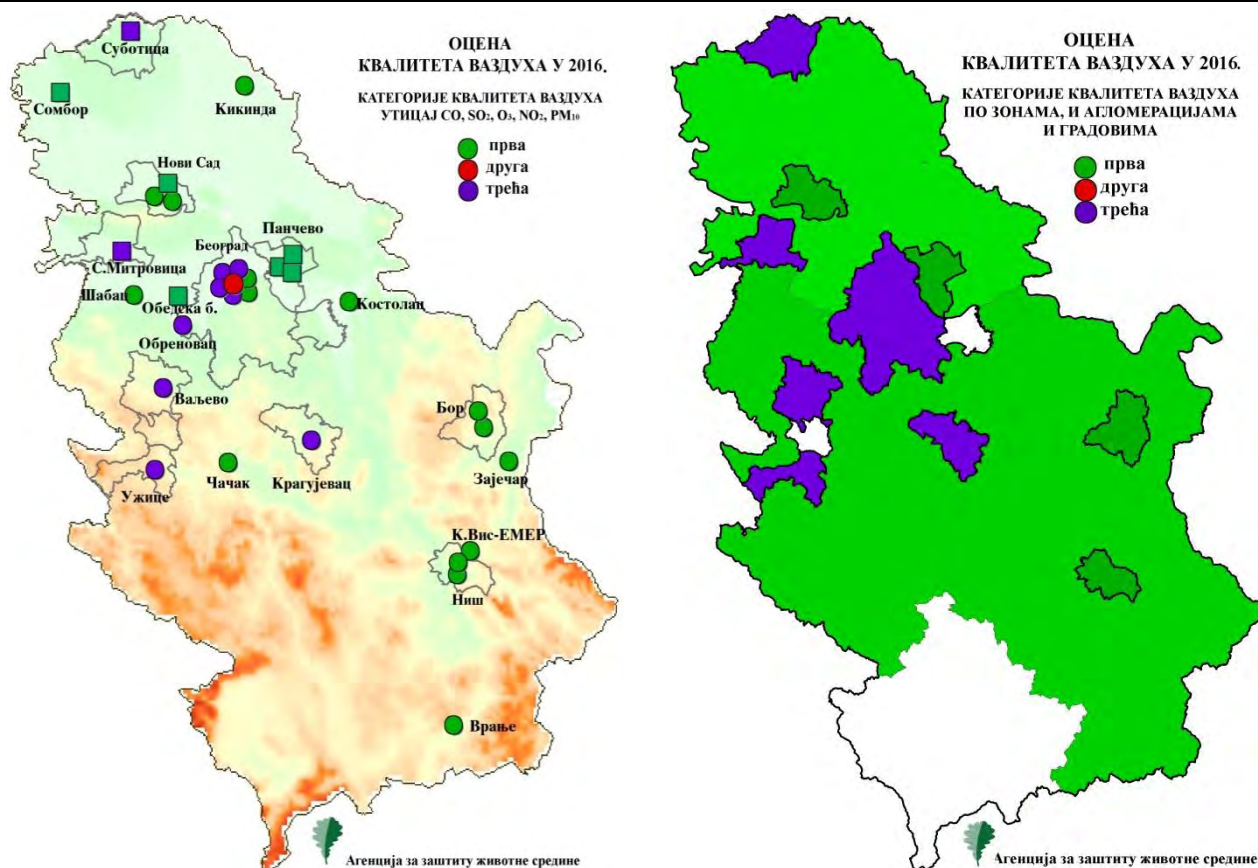 ОЦЕНА
КВАЛИТЕТА ВАЗДУХА У 2016.
КАТЕГОРИЈЕ КВАЛИТЕТА ВАЗДУХА
УТИЦАЈ CO, SO₂, O₃, NO₂, PM₁₀
прва
друга
трећа
Суботица
Сомбор
Кикинда
Нови Сад
Панчево
Београд
С.Митровица
Шабац
Обедска б.
Костолац
Обреновац
Ваљево
Бор
Ужице
Чачак
Крагујевац
Зајечар
К.Вис-ЕМЕР
Ниш
Врање
Агенција за заштиту животне средине
ОЦЕНА
КВАЛИТЕТА ВАЗДУХА У 2016.
КАТЕГОРИЈЕ КВАЛИТЕТА ВАЗДУХА
ПО ЗОНАМА, И АГЛОМЕРАЦИЈАМА
И ГРАДОВИМА
прва
друга
трећа
Агенција за заштиту животне средине